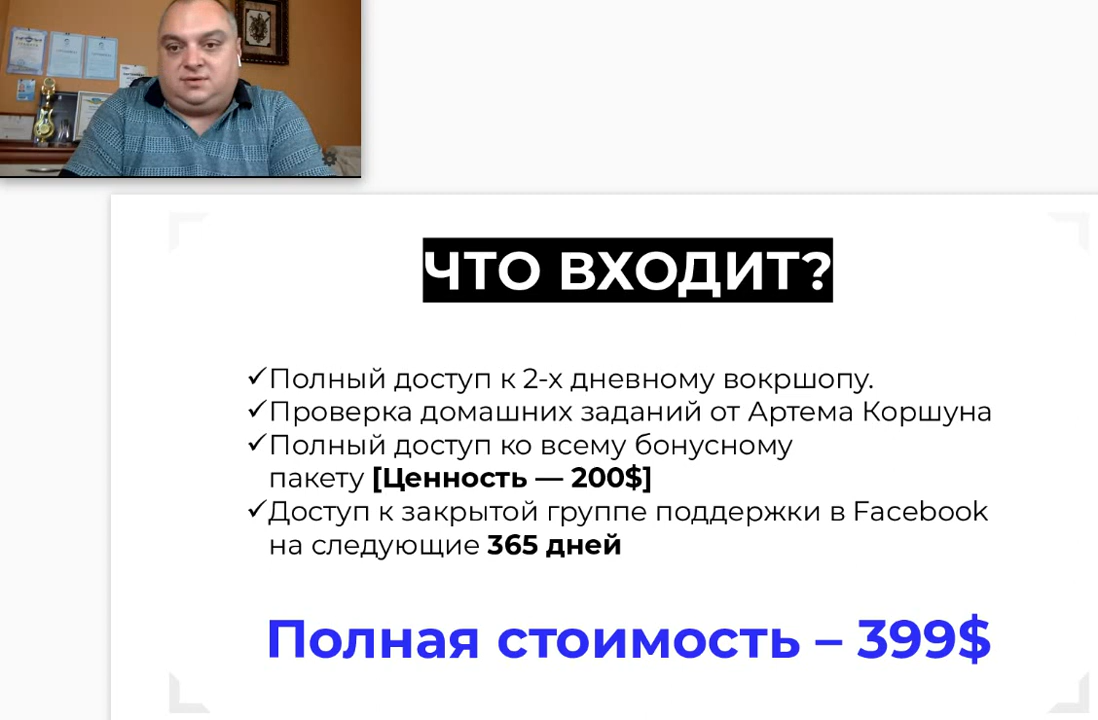 ЧТО ВХОДИТ?
✓Полный доступ к 2-х дневному вокршопу.
✓Проверка домашних заданий от Артема Коршуна
✓Полный доступ ко всему бонусному
пакету [Ценность — 200$]
✓Доступ к закрытой группе поддержки в Facebook
на следующие 365 дней
Полная стоимость – 399$